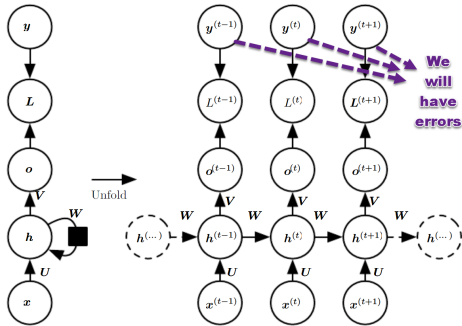 y y^(t−1) y^(t) y^(t+1)
We
will
have
errors
L L^(t−1) L^(t) L^(t+1)
o o^(t−1) o^(t) o^(t+1)
Unfold
V V V V
W W W W W
h h^(...) h^(t−1) h^(t) h^(t+1) h^(...)
U U U U
x x^(t−1) x^(t) x^(t+1)